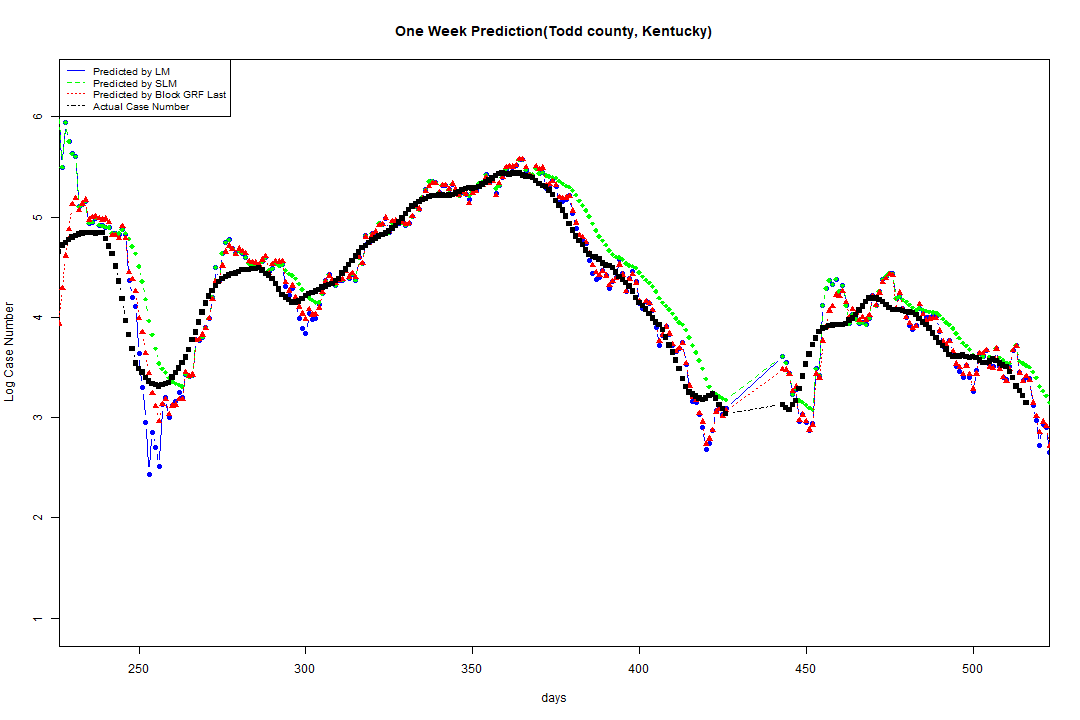 One Week Prediction(Todd county, Kentucky)
Predicted by LM
Predicted by SLM
Predicted by Block GRF Last
Actual Case Number
Log Case Number
6
5
4
3
2
1
250 300 350 400 450 500
days